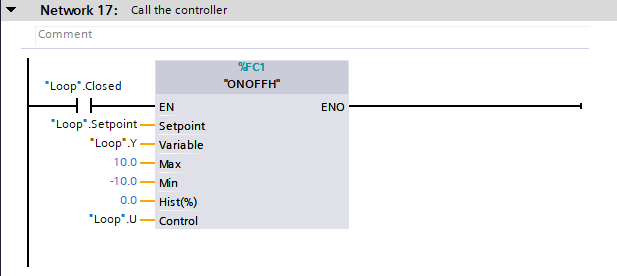 Network 17: Call the controller
Comment
%FC1
"Loop".Closed
"ONOFFH"
EN ENO
"Loop".Setpoint Setpoint
"Loop".Y Variable
10.0 Max
-10.0 Min
0.0 Hist(%)
"Loop".U Control